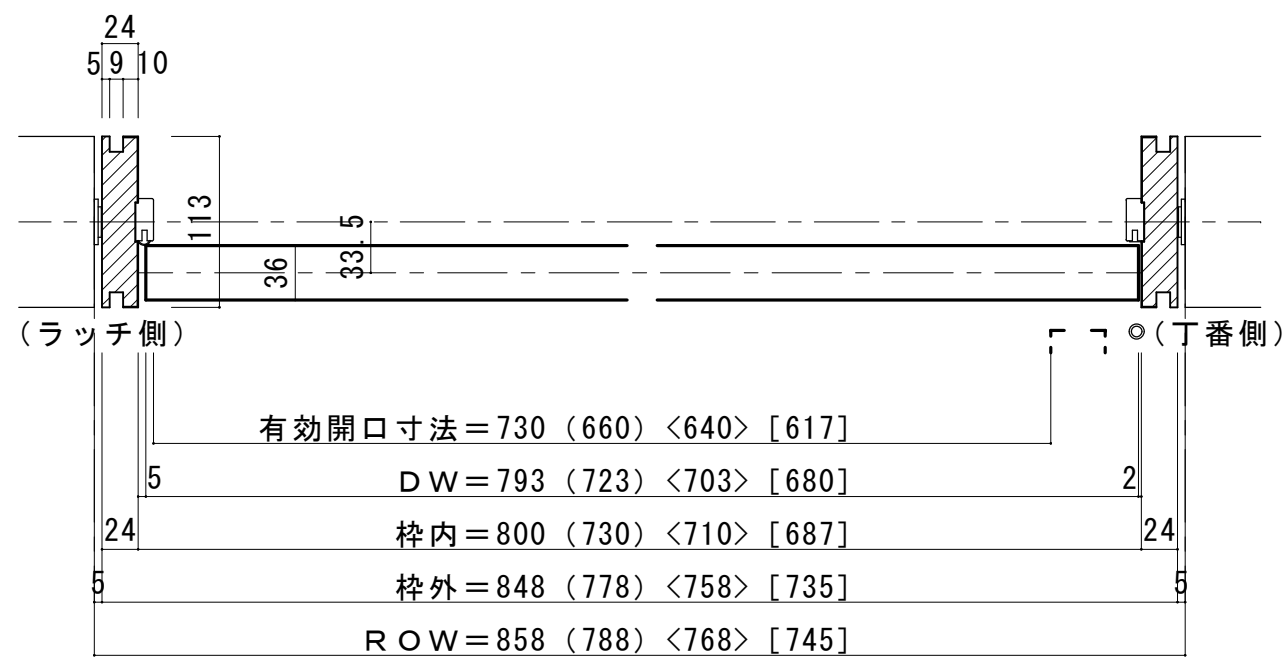 24
5 9 10
113
33.5
36
(ラッチ側)
(丁番側)
有効開口寸法=730 (660) <640> [617]
5 DW=793 (723) <703> [680] 2
24 枠内=800 (730) <710> [687] 24
5 枠外=848 (778) <758> [735] 5
ROW=858 (788) <768> [745]